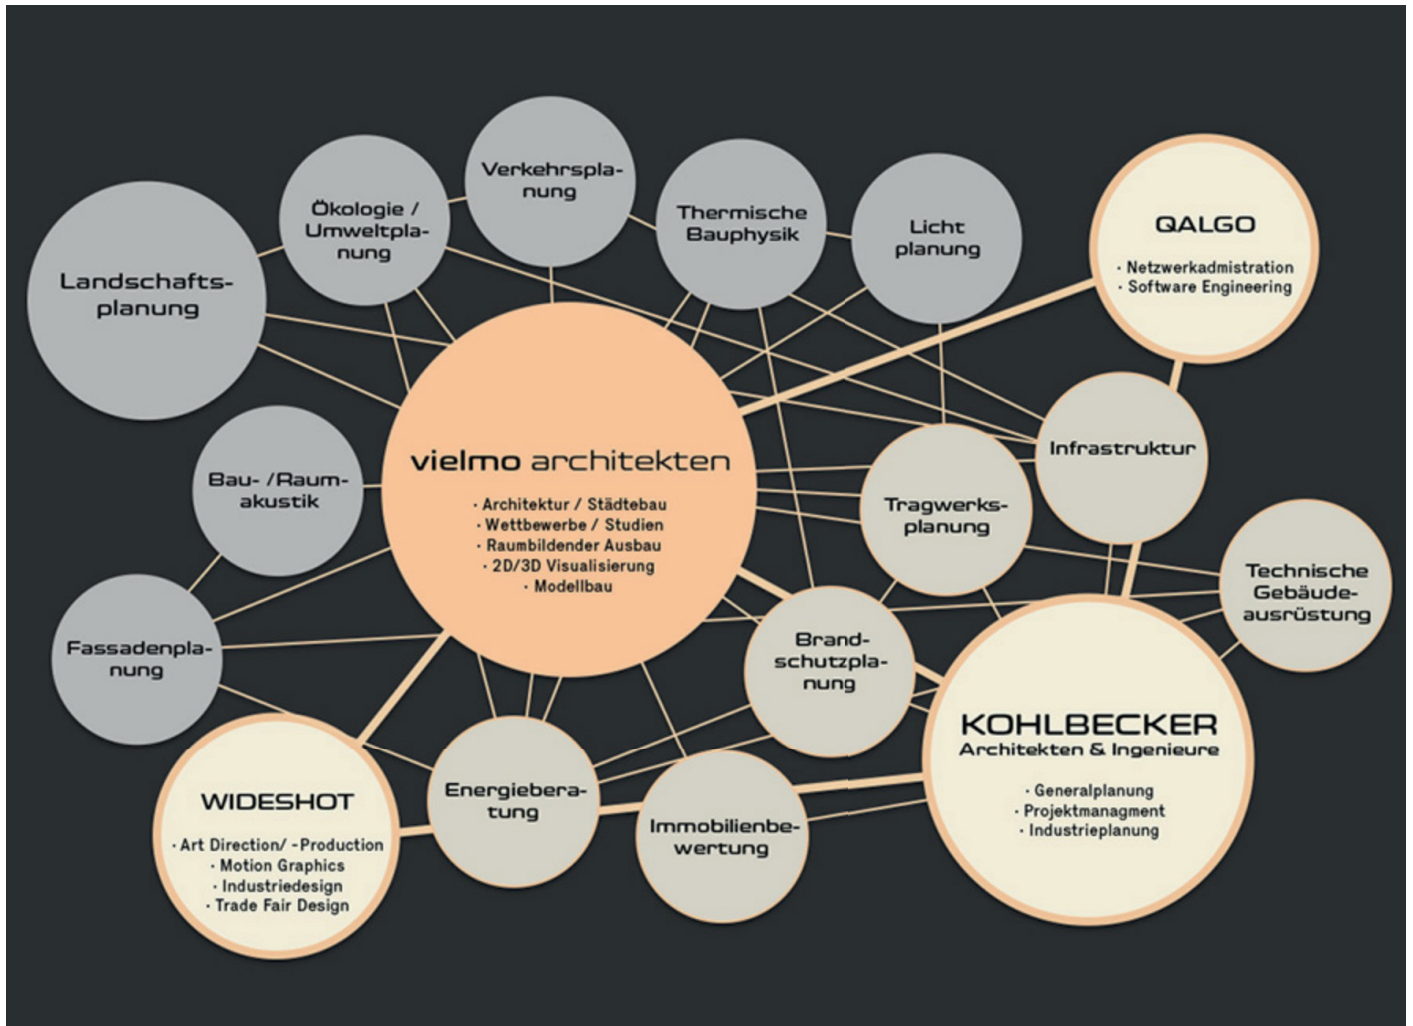 Verkehrspla-
nung
Ökologie /
Umweltpla-
nung
Thermische
Bauphysik
Licht
planung
QALGO
· Netzwerkadmistration
· Software Engineering
Landschafts-
planung
vielmo architekten
· Architektur / Städtebau
· Wettbewerbe / Studien
· Raumbildender Ausbau
· 2D/3D Visualisierung
· Modellbau
Infrastruktur
Bau- /Raum-
akustik
Tragwerks-
planung
Technische
Gebäude-
ausrüstung
Fassadenpla-
nung
Brand-
schutzpla-
nung
KOHLBECKER
Architekten & Ingenieure
· Generalplanung
· Projektmanagment
· Industrieplanung
WIDESHOT
· Art Direction/ -Production
· Motion Graphics
· Industriedesign
· Trade Fair Design
Energiebera-
tung
Immobilienbe-
wertung